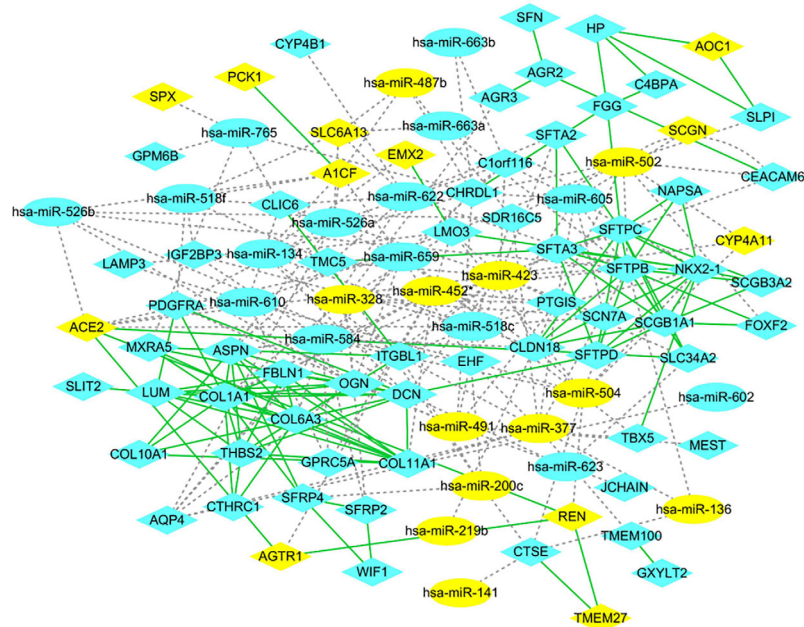 SFN
HP
CYP4B1
hsa-miR-663b
AOC1
PCK1
AGR2
hsa-miR-487b
C4BPA
SPX
AGR3
FGG
SLPI
hsa-miR-765
SLC6A13
hsa-miR-663a
SFTA2
SCGN
GPM6B
EMX2
C1orf116
hsa-miR-502
A1CF
CEACAM6
hsa-miR-518f
hsa-miR-622
CHRDL1
hsa-miR-605
NAPSA
hsa-miR-526b
CLIC6
hsa-miR-526a
SDR16C5
LMO3
SFTPC
CYP4A11
IGF2BP3
hsa-miR-134
hsa-miR-659
SFTA3
LAMP3
TMC5
SFTPB
NKX2-1
hsa-miR-423
SCGB3A2
PDGFRA
hsa-miR-610
hsa-miR-328
hsa-miR-452*
PTGIS
SCN7A
ACE2
hsa-miR-518c
SCGB1A1
FOXF2
MXRA5
ASPN
hsa-miR-584
CLDN18
ITGBL1
SFTPD
SLC34A2
FBLN1
EHF
SLIT2
LUM
COL1A1
OGN
DCN
hsa-miR-504
hsa-miR-602
COL6A3
hsa-miR-491
hsa-miR-377
TBX5
MEST
COL10A1
THBS2
GPRC5A
COL11A1
hsa-miR-623
hsa-miR-200c
JCHAIN
CTHRC1
SFRP4
SFRP2
hsa-miR-136
AQP4
REN
hsa-miR-219b
TMEM100
AGTR1
CTSE
WIF1
GXYLT2
hsa-miR-141
TMEM27